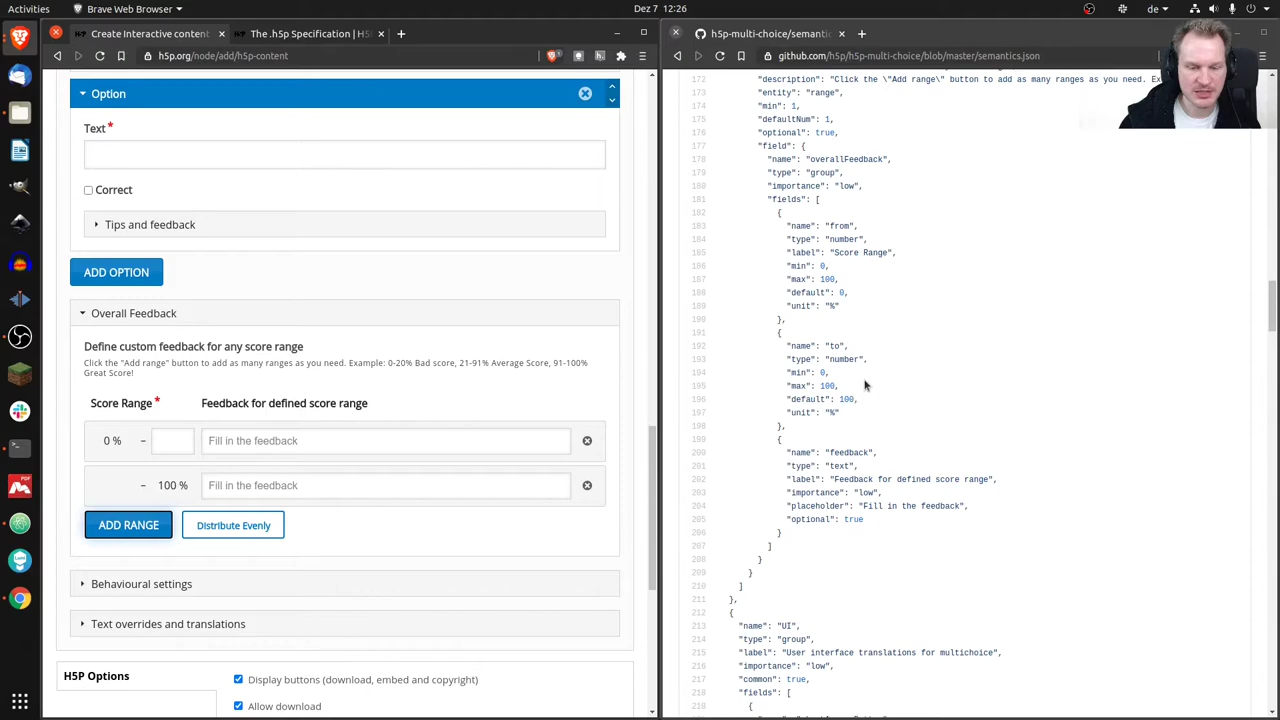 Activities
Brave Web Browser
Dez 7 12:26
de
Create Interactive conten
The .h5p Specification | H5
h5p.org/node/add/h5p-content
Option
Text *
Correct
Tips and feedback
ADD OPTION
Overall Feedback
Define custom feedback for any score range
Click the "Add range" button to add as many ranges as you need. Example: 0-20% Bad score, 21-91% Average Score, 91-100%
Great Score!
Score Range * Feedback for defined score range
0 % – Fill in the feedback
– 100 % Fill in the feedback
ADD RANGE Distribute Evenly
Behavioural settings
Text overrides and translations
H5P Options
Display buttons (download, embed and copyright)
Allow download
h5p-multi-choice/semantic
github.com/h5p/h5p-multi-choice/blob/master/semantics.json
172 "description": "Click the \"Add range\" button to add as many ranges as you need. Ex
173 "entity": "range",
174 "min": 1,
175 "defaultNum": 1,
176 "optional": true,
177 "field": {
178 "name": "overallFeedback",
179 "type": "group",
180 "importance": "low",
181 "fields": [
182 {
183 "name": "from",
184 "type": "number",
185 "label": "Score Range",
186 "min": 0,
187 "max": 100,
188 "default": 0,
189 "unit": "%"
190 },
191 {
192 "name": "to",
193 "type": "number",
194 "min": 0,
195 "max": 100,
196 "default": 100,
197 "unit": "%"
198 },
199 {
200 "name": "feedback",
201 "type": "text",
202 "label": "Feedback for defined score range",
203 "importance": "low",
204 "placeholder": "Fill in the feedback",
205 "optional": true
206 }
207 ]
208 }
209 }
210 ]
211 },
212 {
213 "name": "UI",
214 "type": "group",
215 "label": "User interface translations for multichoice",
216 "importance": "low",
217 "common": true,
218 "fields": [
219 {